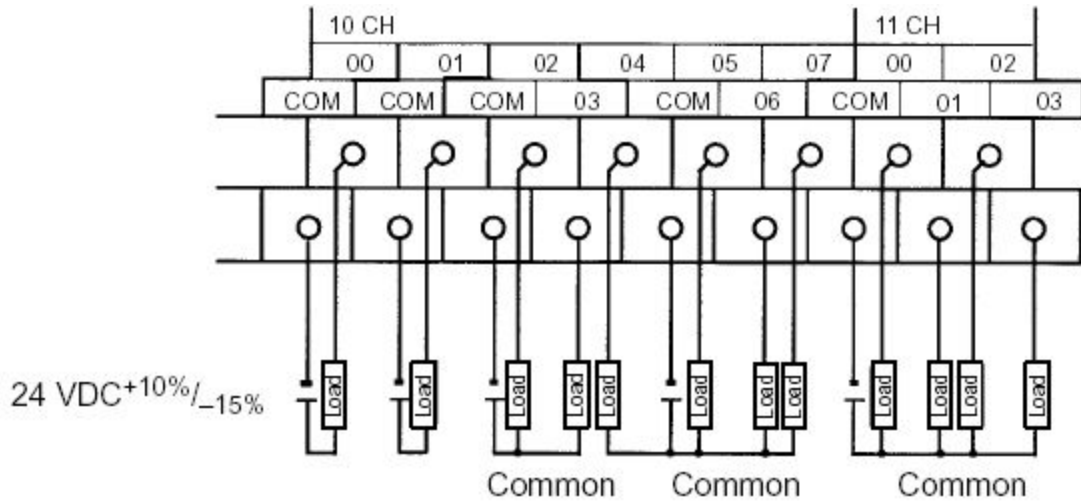 10 CH 11 CH
00 01 02 04 05 07 00 02
COM COM COM 03 COM 06 COM 01 03
24 VDC+10%/–15%
Load Load Load Load Load Load Load Load Load Load Load Load
Common Common Common